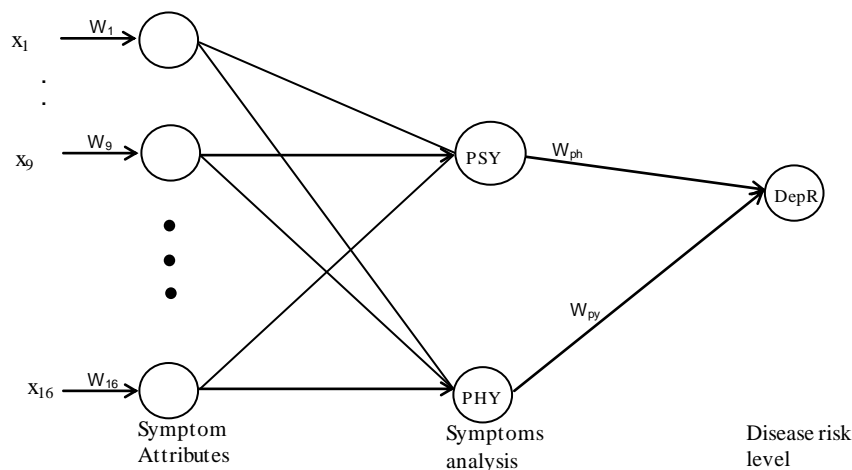 x1
W1
. .
x9
W9
PSY
Wph
DepR
Wpy
x16
W16
PHY
Symptom
Attributes
Symptoms
analysis
Disease risk
level